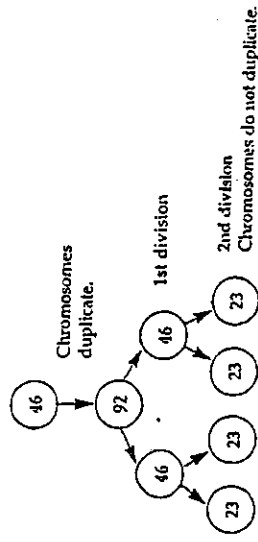 46
Chromosomes
duplicate.
92
1st division
46
46
2nd division
Chromosomes do not duplicate.
23
23
23
23